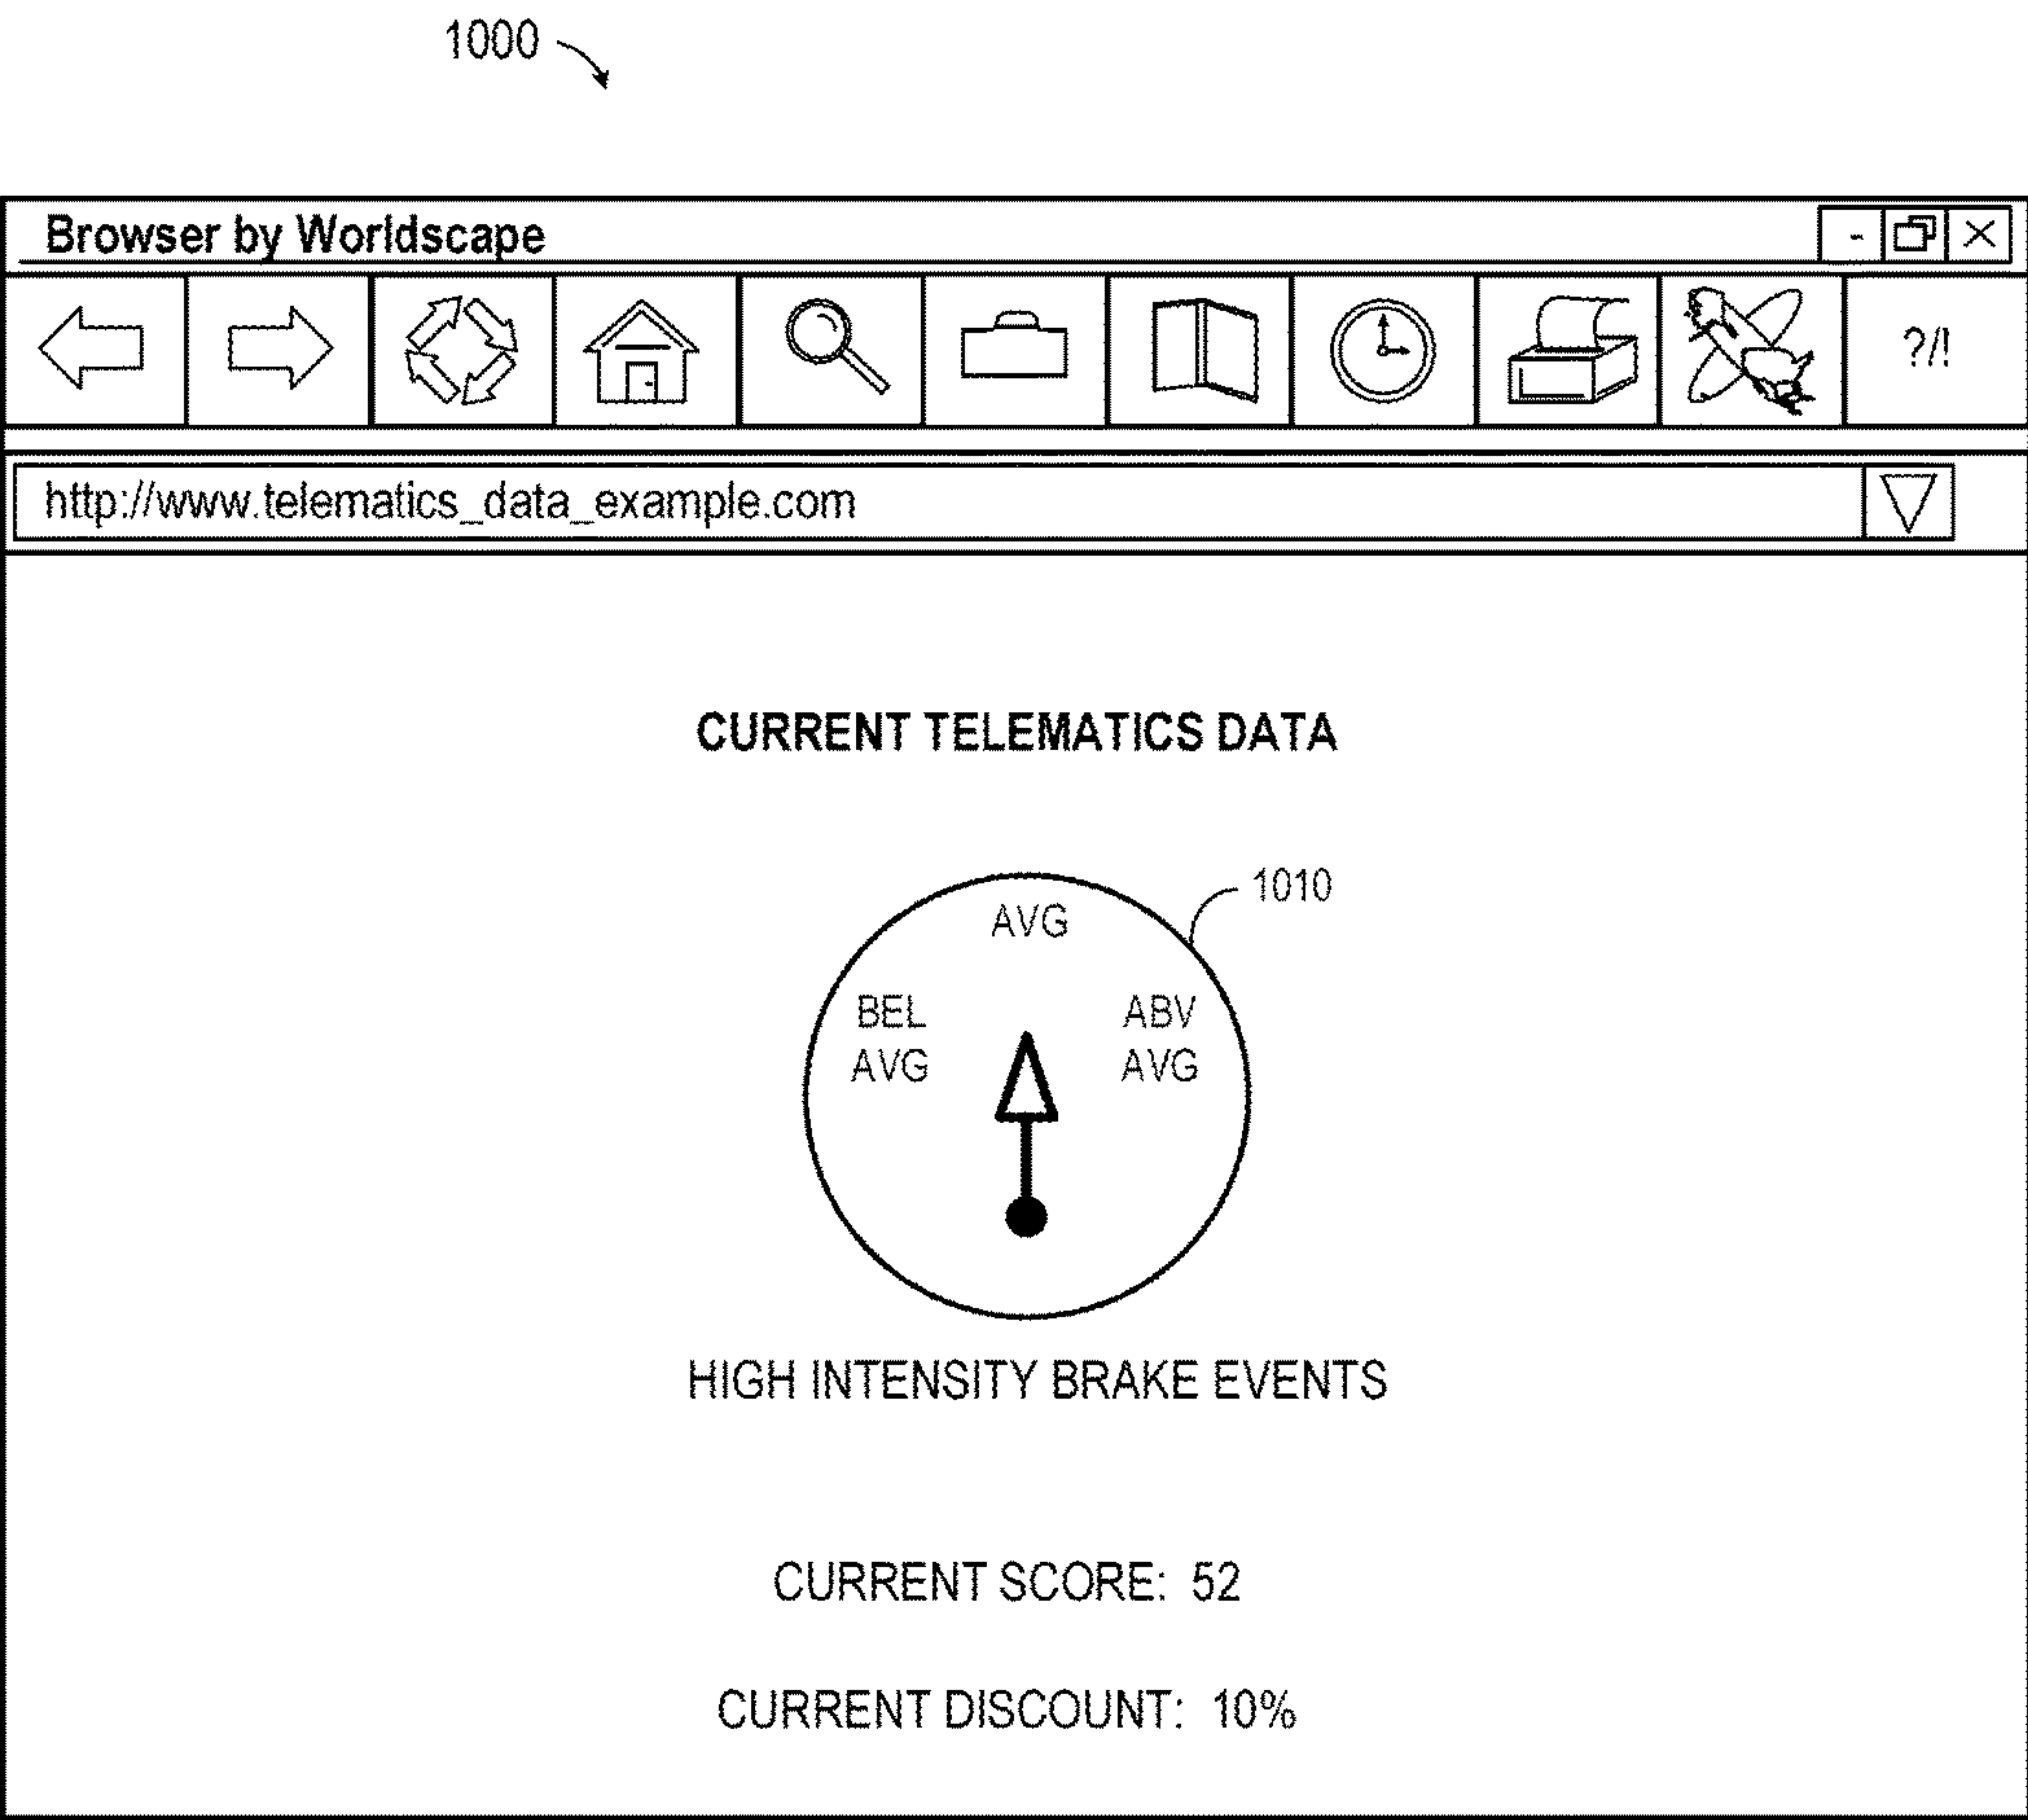 1000
Browser by Worldscape
?/!
http://www.telematics_data_example.com
CURRENT TELEMATICS DATA
1010
AVG
BEL
AVG
ABV
AVG
HIGH INTENSITY BRAKE EVENTS
CURRENT SCORE: 52
CURRENT DISCOUNT: 10%